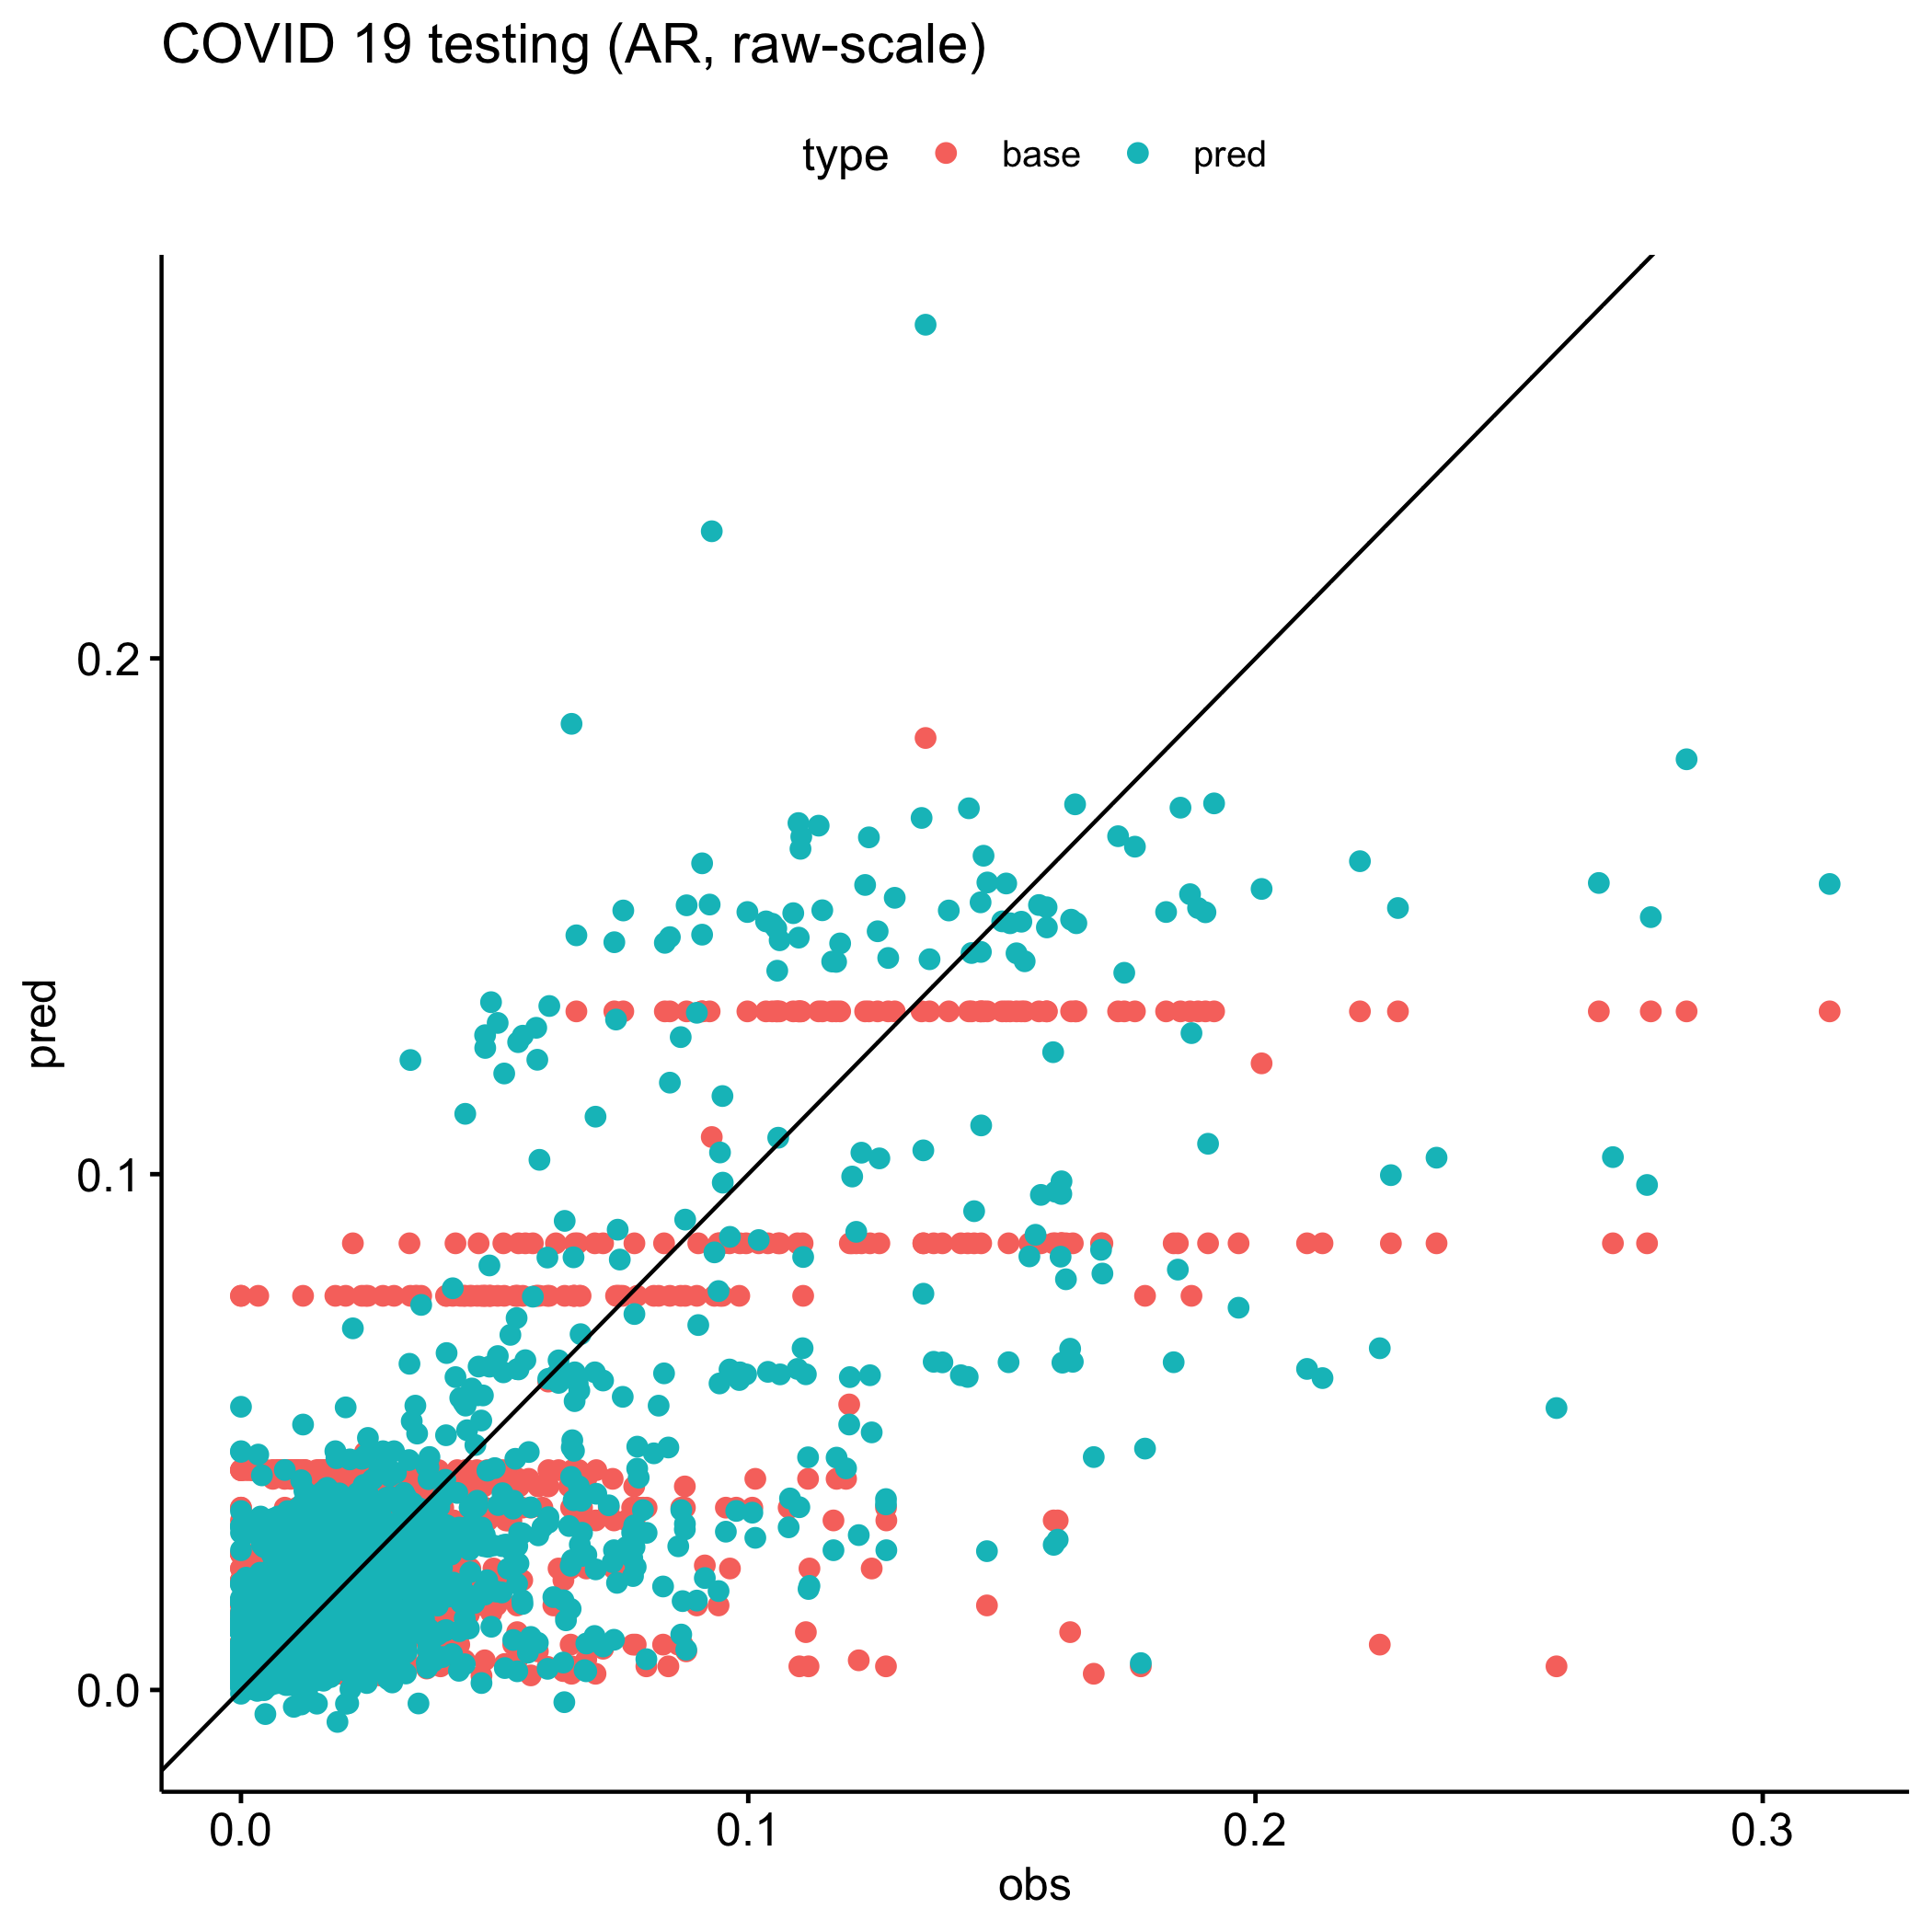 COVID 19 testing (AR, raw-scale)
type base pred
0.2
0.1
0.0
pred
0.0 0.1 0.2 0.3
obs